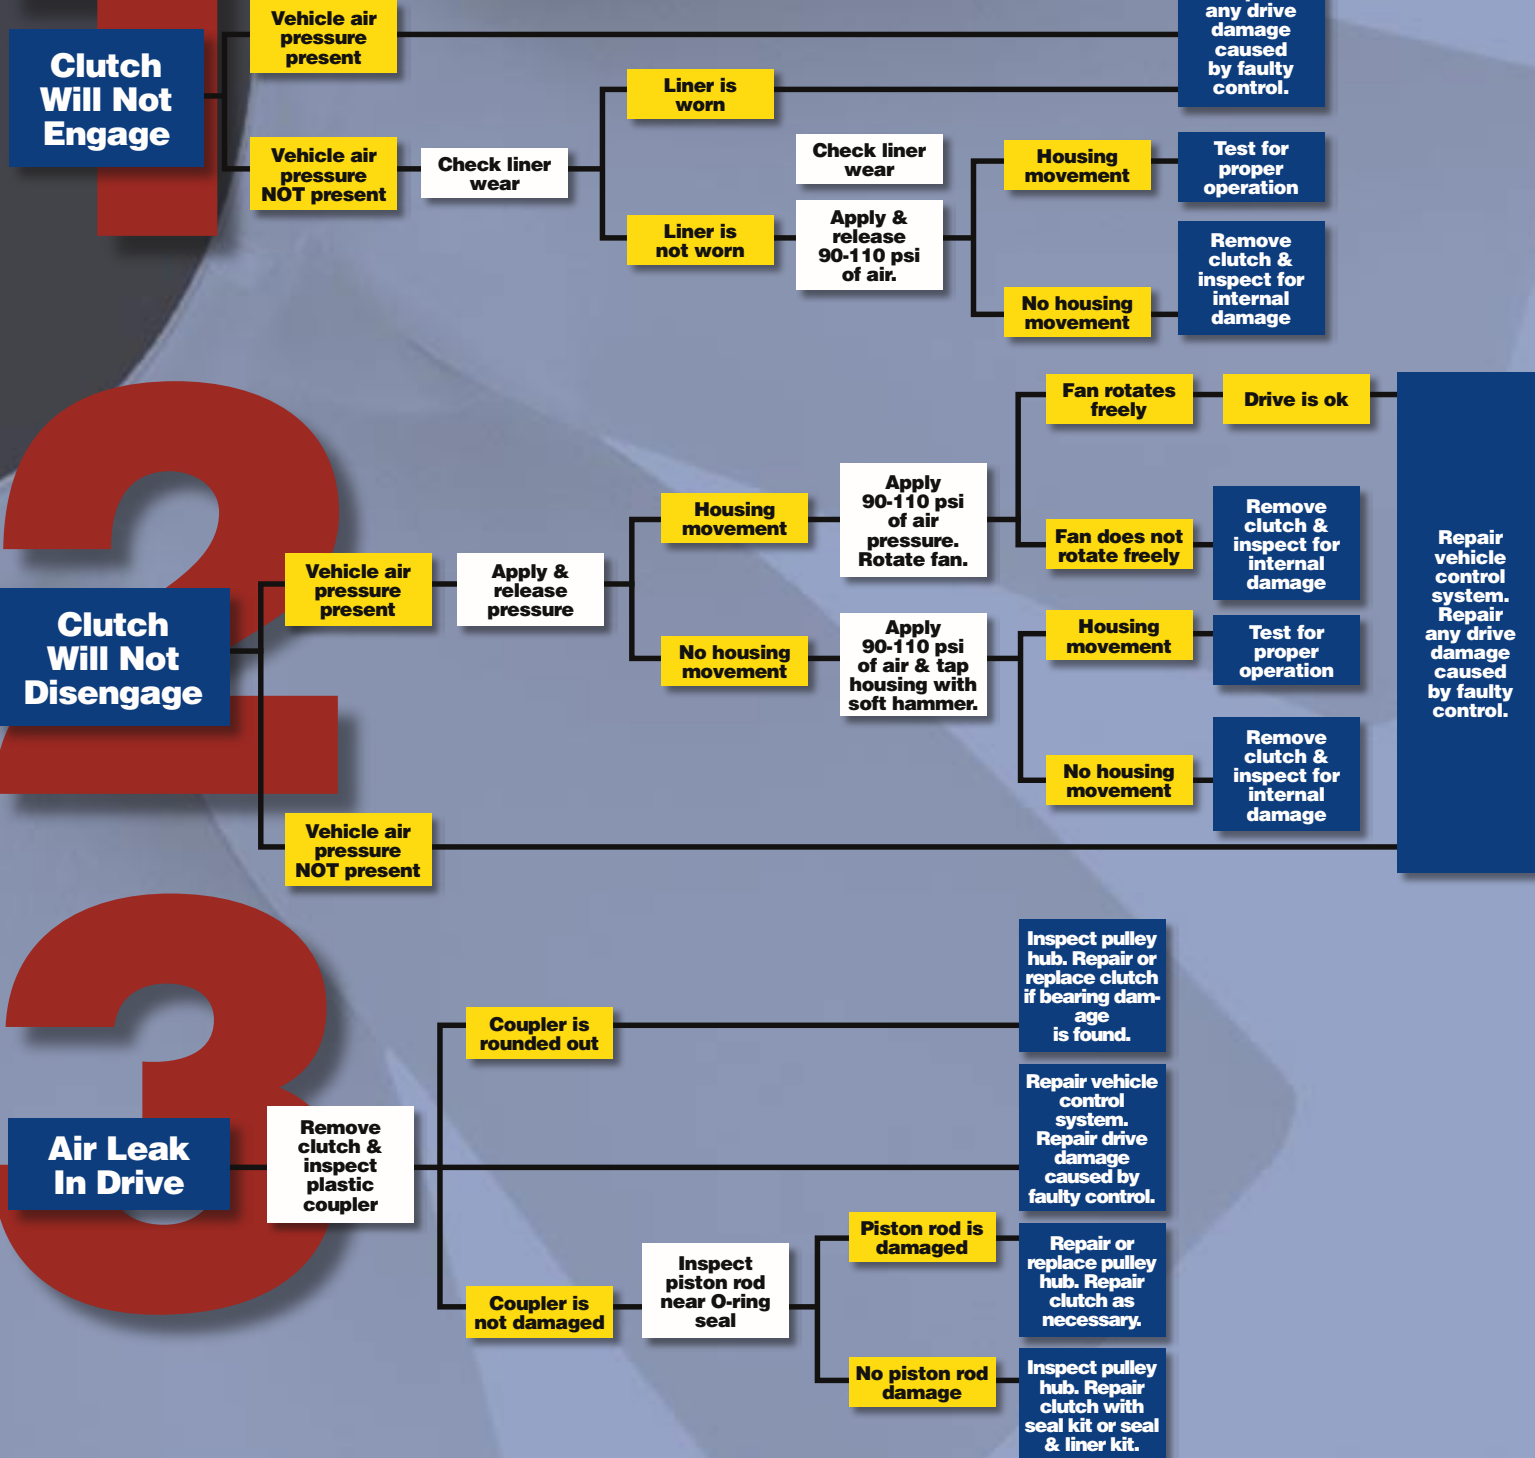 1
Clutch
Will Not
Engage
Vehicle air
pressure
present
any drive
damage
caused
by faulty
control.
Vehicle air
pressure
NOT present
Check liner
wear
Liner is
worn
Liner is
not worn
Check liner
wear
Apply &
release
90-110 psi
of air.
Housing
movement
Test for
proper
operation
No housing
movement
Remove
clutch &
inspect for
internal
damage
2
Clutch
Will Not
Disengage
Vehicle air
pressure
present
Apply &
release
pressure
Housing
movement
Apply
90-110 psi
of air
pressure.
Rotate fan.
Fan rotates
freely
Drive is ok
Fan does not
rotate freely
Remove
clutch &
inspect for
internal
damage
No housing
movement
Apply
90-110 psi
of air & tap
housing with
soft hammer.
Housing
movement
Test for
proper
operation
No housing
movement
Remove
clutch &
inspect for
internal
damage
Vehicle air
pressure
NOT present
Repair
vehicle
control
system.
Repair
any drive
damage
caused
by faulty
control.
3
Air Leak
In Drive
Remove
clutch &
inspect
plastic
coupler
Coupler is
rounded out
Inspect pulley
hub. Repair or
replace clutch
if bearing dam-
age
is found.
Repair vehicle
control
system.
Repair drive
damage
caused by
faulty control.
Coupler is
not damaged
Inspect
piston rod
near O-ring
seal
Piston rod is
damaged
Repair or
replace pulley
hub. Repair
clutch as
necessary.
No piston rod
damage
Inspect pulley
hub. Repair
clutch with
seal kit or seal
& liner kit.